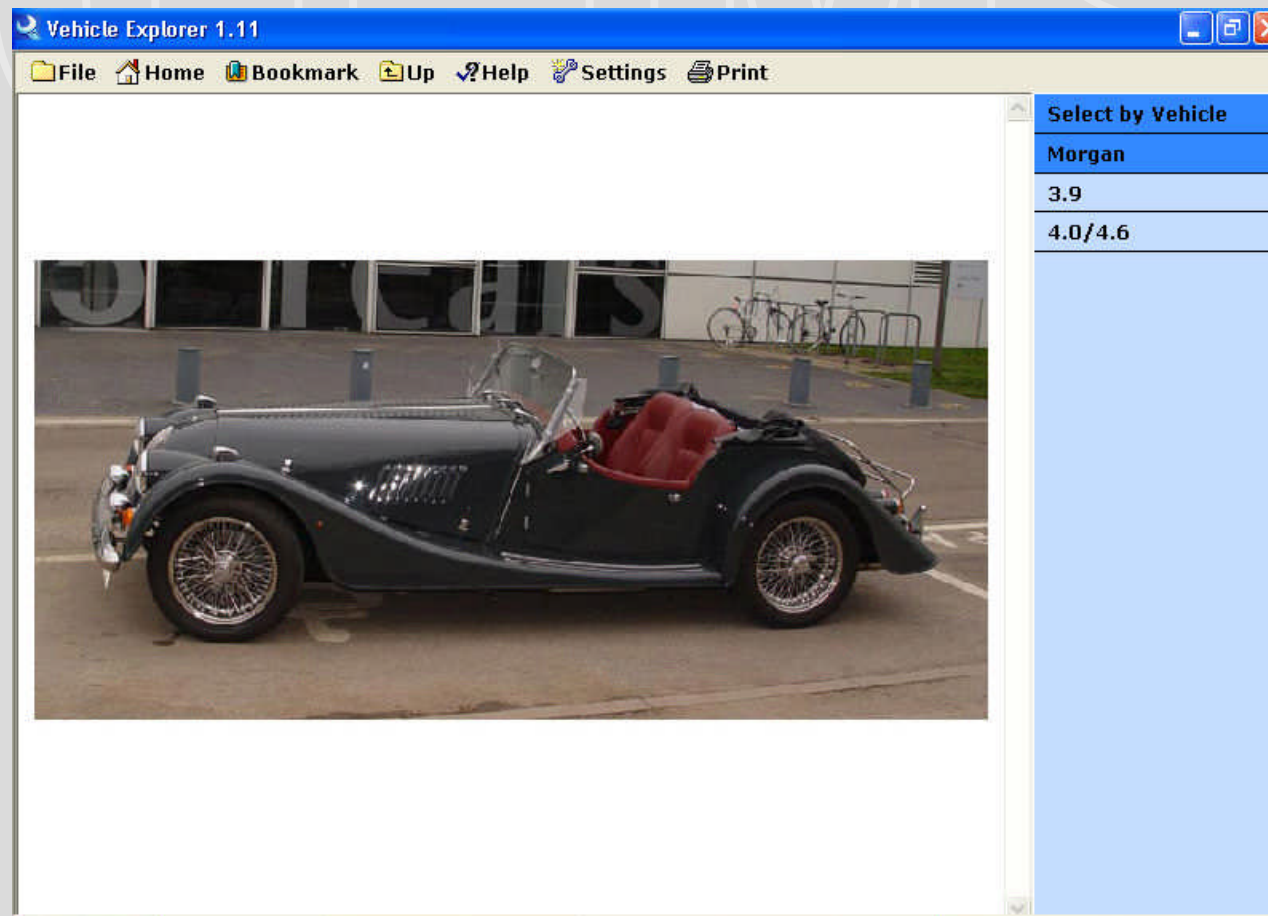 Vehicle Explorer 1.11
File Home Bookmark Up Help Settings Print
Select by Vehicle
Morgan
3.9
4.0/4.6